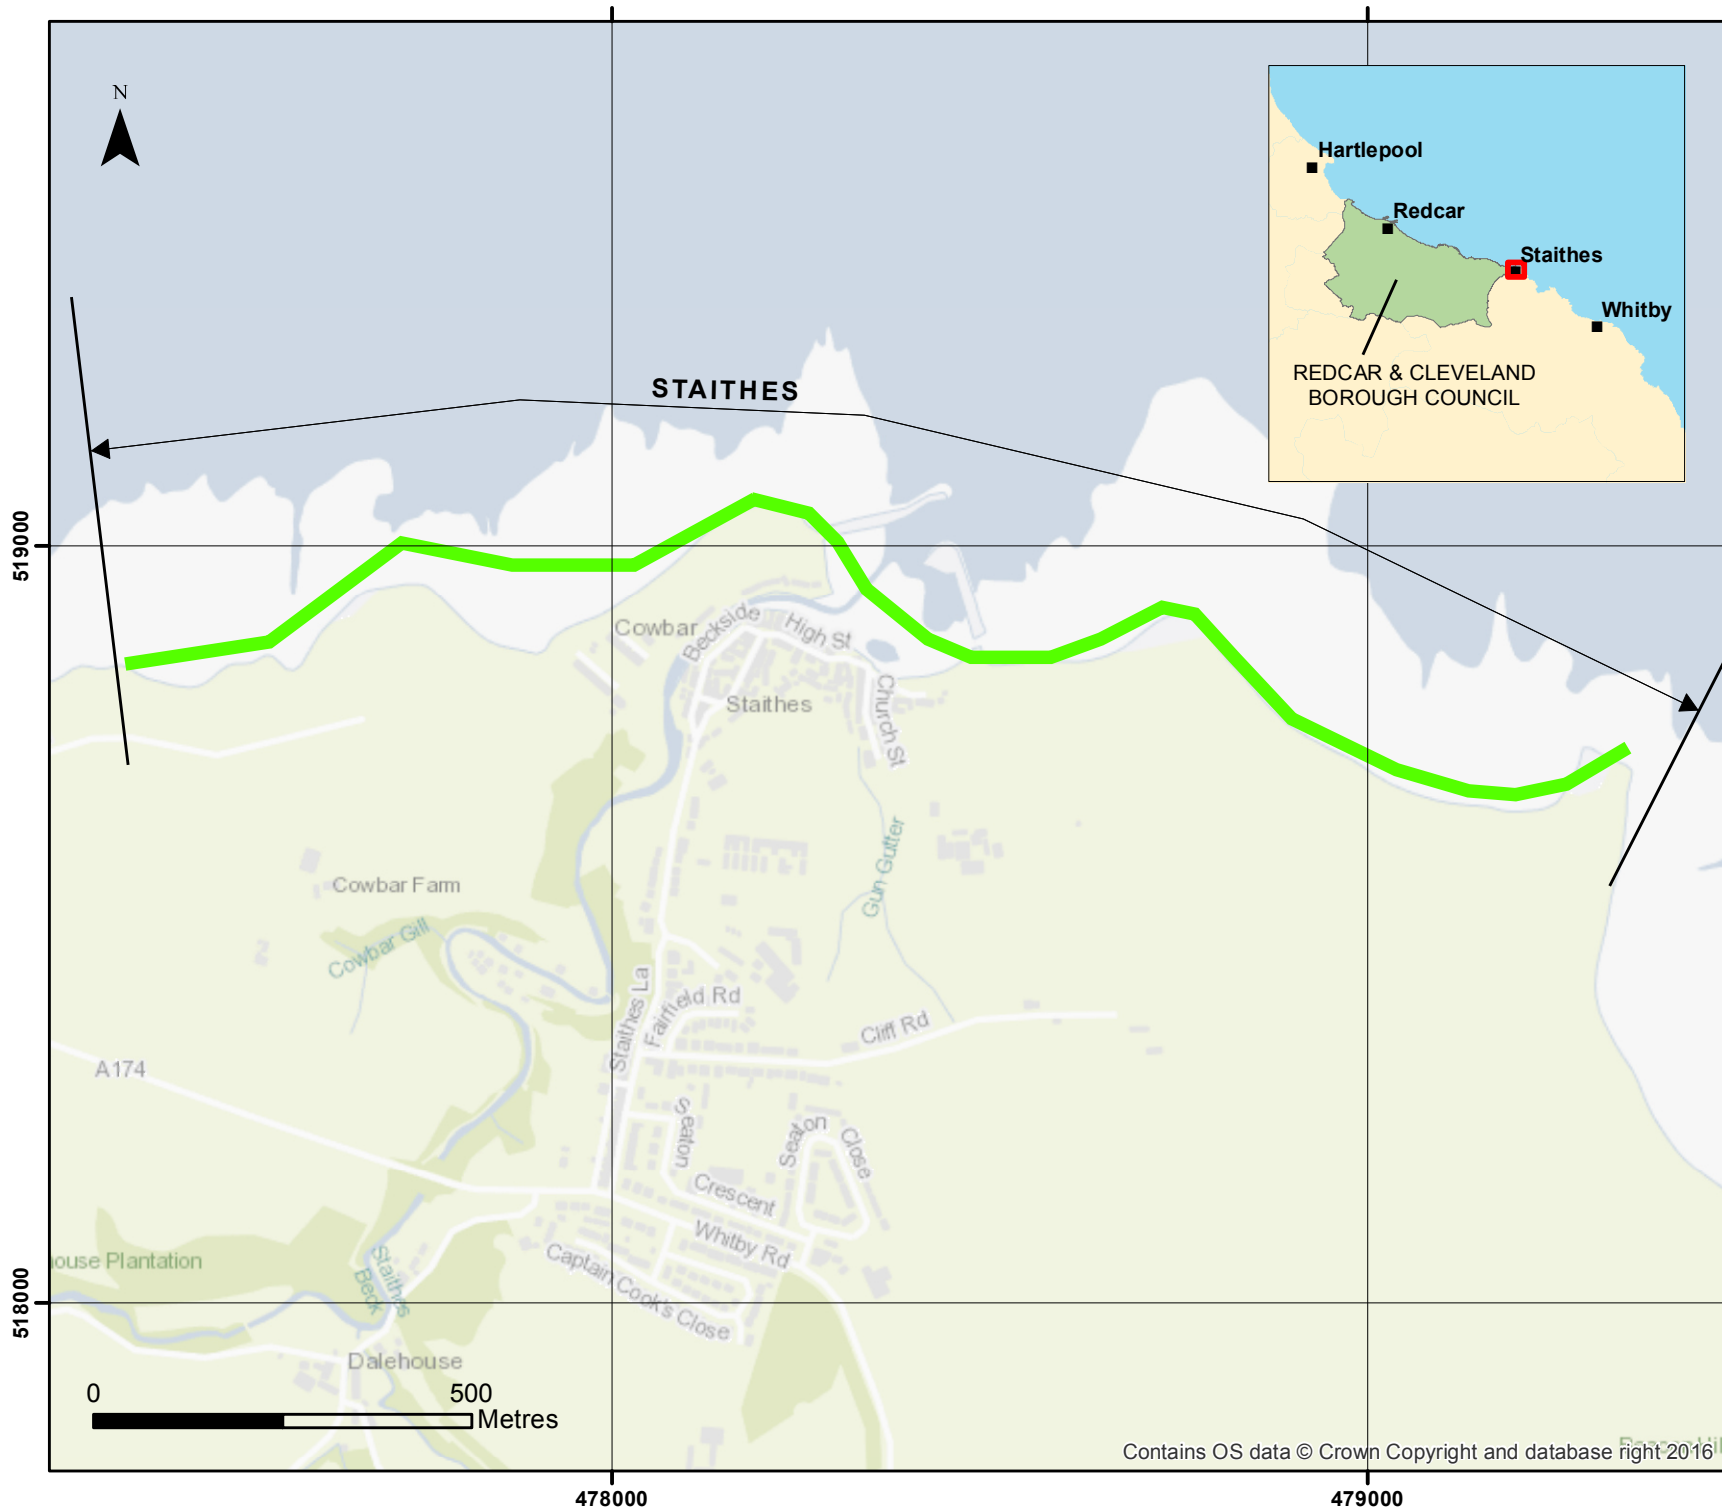 N
Hartlepool
Redcar
Staithes
Whitby
REDCAR & CLEVELAND
BOROUGH COUNCIL
STAITHES
519000
Cowbar
Beckside
High St
Staithes
Church St
Cowbar Farm
Cowbar Gill
Gun Gutter
Staithes La
Fairfield Rd
Cliff Rd
A174
Seaton
Crescent
Seaton
Close
Whitby Rd
Captain Cook's Close
ouse Plantation
Staithes
Beck
518000
Dalehouse
0 500
Metres
Contains OS data © Crown Copyright and database right 2016
478000 479000